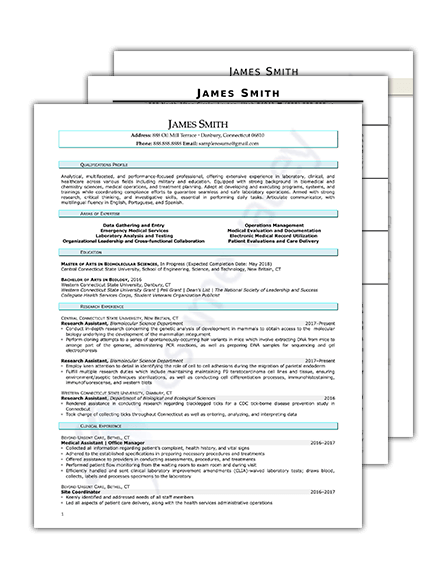 JAMES SMITH
JAMES SMITH
JAMES SMITH
Address: 888 Oil Mill Terrace - Danbury, Connecticut 06810
Phone: 888.888.8888 Email: samplename@gmail.com
QUALIFICATIONS PROFILE
Analytical, multifaceted, and performance-focused professional, offering extensive experience in laboratory, clinical, and
healthcare across various fields including military and education. Equipped with strong background in biomedical and
chemistry sciences, medical operations, and treatment planning. Adept at developing and executing programs, systems, and
trainings while coordinating compliance efforts to guarantee seamless and safe operations. Armed with strong
research, critical thinking, and investigative skills, essential in performing daily tasks. Articulate communicator, with
multilingual fluency in English, Portuguese, and Spanish.
AREAS OF EXPERTISE
Data Gathering and Entry
Emergency Medical Services
Laboratory Analysis and Testing
Organizational Leadership and Cross-functional Collaboration
Operations Management
Medical Evaluation and Documentation
Electronic Medical Record Utilization
Patient Evaluations and Care Delivery
EDUCATION
MASTER OF ARTS IN BIOMOLECULAR SCIENCES, In Progress (Expected Completion Date: May 2018)
Central Connecticut State University, School of Engineering, Science, and Technology, New Britain, CT
BACHELOR OF ARTS IN BIOLOGY, 2016
Western Connecticut State University, Danbury, CT
Western Connecticut State University Grant | Pell Grant | Dean's List | The National Society of Leadership and Success
Collegiate Health Services Corps, Student Veterans Organization Publicist
RESEARCH EXPERIENCE
CENTRAL CONNECTICUT STATE UNIVERSITY, NEW BRITAIN, CT
Research Assistant, Biomolecular Science Department 2017–Present
• Conduct in-depth research concerning the genetic analysis of development in mammals to obtain access to the molecular
biology underlying the development of the mammalian integument.
• Perform cloning attempts to a series of spontaneously occurring hair variants in mice which involve extracting DNA from mice to
arrange part of the genome, administering PCR reactions, as well as preparing DNA samples for sequencing
electrophoresis
Research Assistant, Biomolecular Science Department 2017–Present
• Employ keen attention to detail in identifying the role of cell to cell adhesions during the migration of parietal endoderm
• Fulfill multiple research duties which include maintaining F9 teratocarcinoma cells/feeding cells and their tissues, ensuring
environment/aseptic techniques sterilizations, as well as conducting cell differentiation processes, immunohistostaining,
immunofluorescence, and western blots
WESTERN CONNECTICUT STATE UNIVERSITY, DANBURY, CT
Research Assistant, Department of Biological and Ecological Sciences 2016
• Rendered assistance in conducting research regarding blacklegged ticks for a CDC tick-borne disease prevention study in
Connecticut
• Took charge of collecting ticks throughout Connecticut as well as entering, analyzing, and interpreting data
CLINICAL EXPERIENCE
BEYOND URGENT CARE, BETHEL, CT
Medical Assistant | Office Manager 2016–2017
• Collected all information regarding patient's complaint, health history, and vital signs
• Adhered to the established specifications in preparing necessary procedures and treatments
• Offered assistance to providers in conducting assessments, procedures, and treatments
• Performed patient flow monitoring from the waiting room to exam room and during visit
• Efficiently handled and sent clinical laboratory improvement amendments (CLIA)-waived laboratory tests; draws blood,
collects, labels and processes all laboratory specimens
BEYOND URGENT CARE, BETHEL, CT
Site Coordinator 2016–2017
• Keenly identified and addressed needs of all staff members
• Led all aspects of patient care delivery, along with the health services administrative operations
1